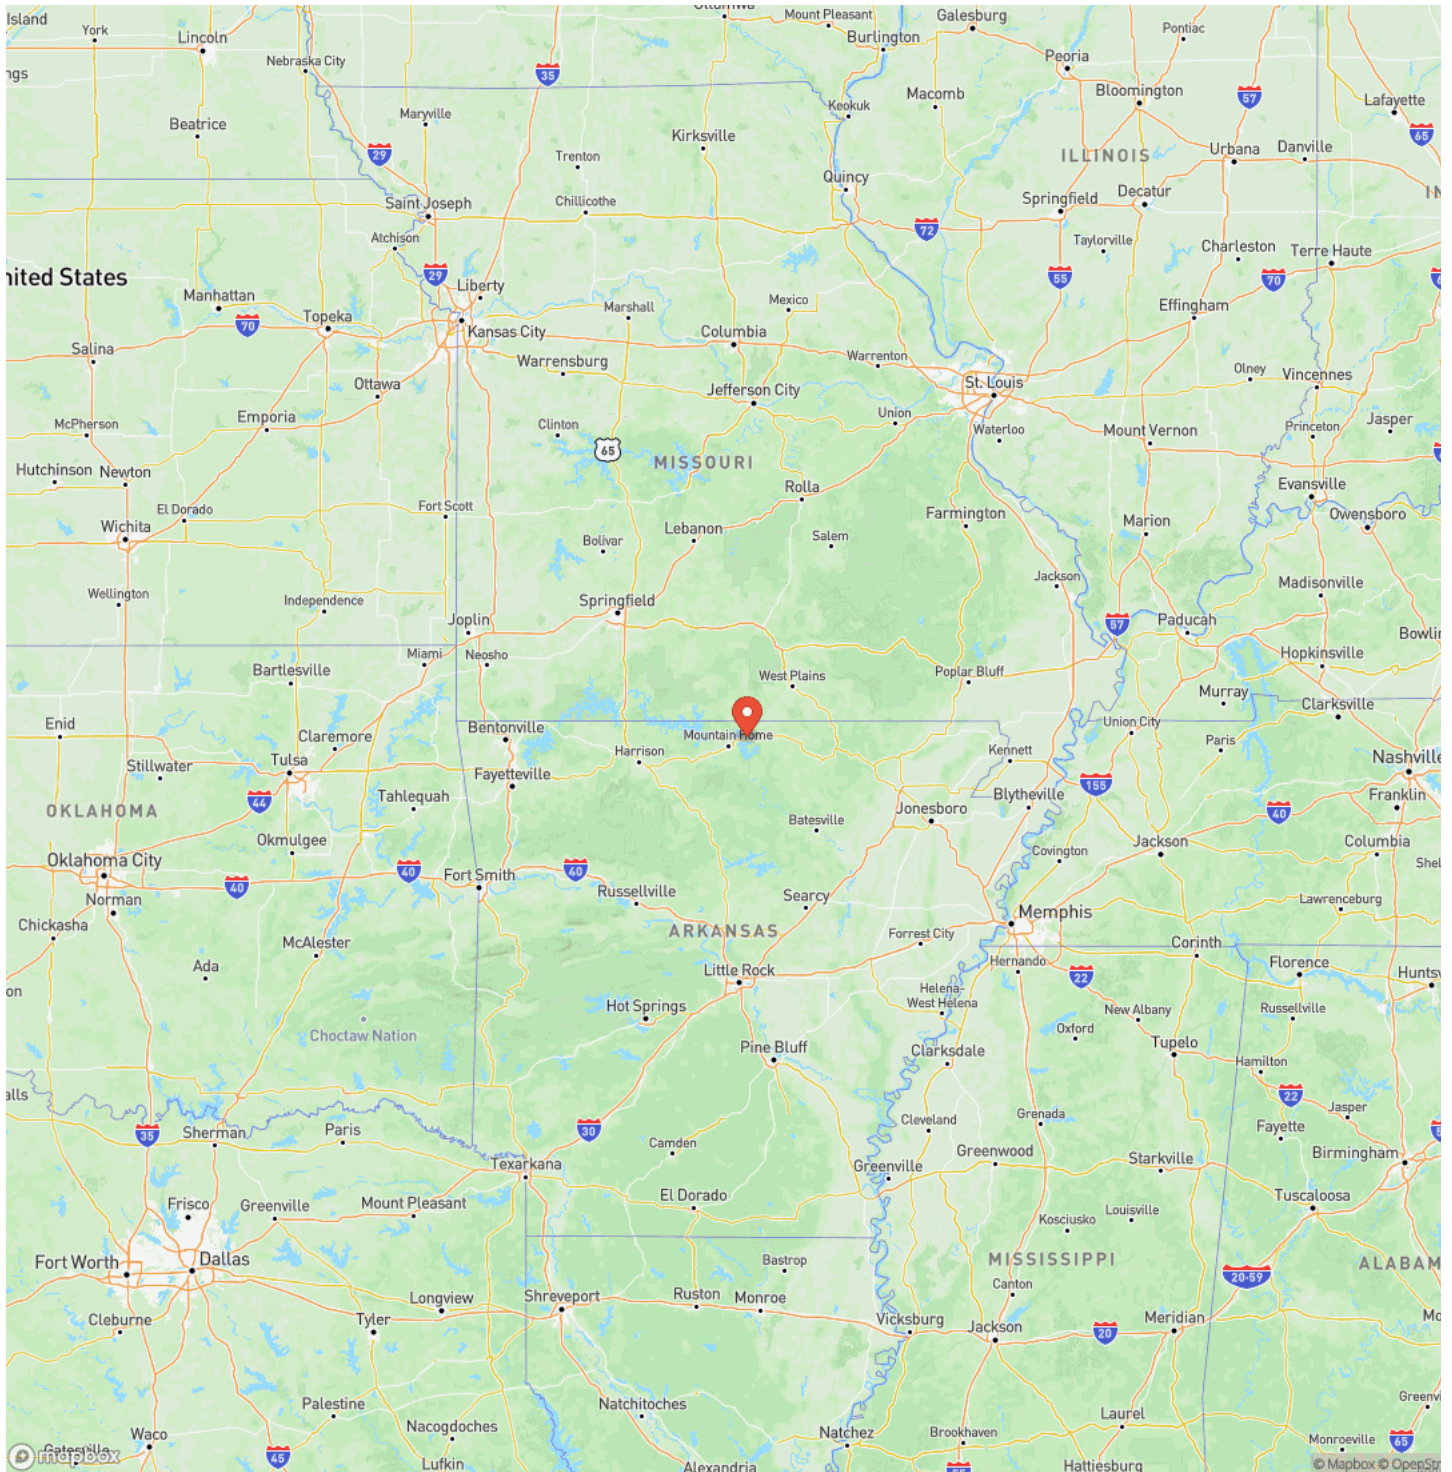 Island
York
Lincoln
Ottumwa
Mount Pleasant
Galesburg
Pontiac
Burlington
Nebraska City
35
Peoria
ngs
Keokuk
Macomb
Bloomington
57
Lafayette
65
Beatrice
Maryville
Kirksville
29
Trenton
ILLINOIS
Urbana
Danville
Quincy
IN
Saint Joseph
Chillicothe
Springfield
Decatur
72
Atchison
Taylorville
Charleston
Terre Haute
nited States
29
55
70
Liberty
Manhattan
Marshall
Mexico
Effingham
Topeka
70
Kansas City
Columbia
Salina
Warrensburg
Warrenton
Olney
Vincennes
Ottawa
Jefferson City
St. Louis
McPherson
Emporia
Clinton
Union
Waterloo
Mount Vernon
Princeton
Jasper
65
MISSOURI
Hutchinson
Newton
Rolla
Evansville
El Dorado
Fort Scott
Farmington
Marion
Owensboro
Wichita
Lebanon
Bolivar
Salem
Wellington
Independence
Springfield
Jackson
Madisonville
Joplin
57
Paducah
Bowlin
Miami
Neosho
Hopkinsville
Bartlesville
West Plains
Poplar Bluff
Murray
Clarksville
Enid
Claremore
Bentonville
Mountain Home
Union City
Harrison
Kennett
Paris
Stillwater
Tulsa
Fayetteville
Nashville
155
44
Tahlequah
Blytheville
Franklin
OKLAHOMA
Jonesboro
40
Okmulgee
Batesville
Jackson
Columbia
Oklahoma City
Covington
Shel
40
40
Fort Smith
40
Norman
Russellville
Searcy
Lawrenceburg
Chickasha
Memphis
McAlester
ARKANSAS
Forrest City
Corinth
Ada
Little Rock
Hernando
22
Florence
Huntsv
on
Hot Springs
Helena-
West Helena
New Albany
Russellville
Choctaw Nation
Oxford
Pine Bluff
Clarksdale
Tupelo
Hamilton
alls
22
35
Sherman
Paris
30
Cleveland
Grenada
Jasper
Fayette
5
Camden
Birmingham
Texarkana
Greenville
Greenwood
Starkville
Frisco
Greenville
Mount Pleasant
El Dorado
Tuscaloosa
Louisville
Kosciusko
Fort Worth
Dallas
Bastrop
MISSISSIPPI
ALABAM
20-59
Canton
Longview
Shreveport
Ruston
Monroe
Cleburne
Tyler
Vicksburg
Jackson
20
Meridian
Mo
Palestine
Natchitoches
Greenvi
Waco
Nacogdoches
Natchez
Brookhaven
Laurel
Gatesville
45
Monroeville
65
mapbox
Lufkin
Alexandria
55
Hattiesburg
© Mapbox © OpenStr